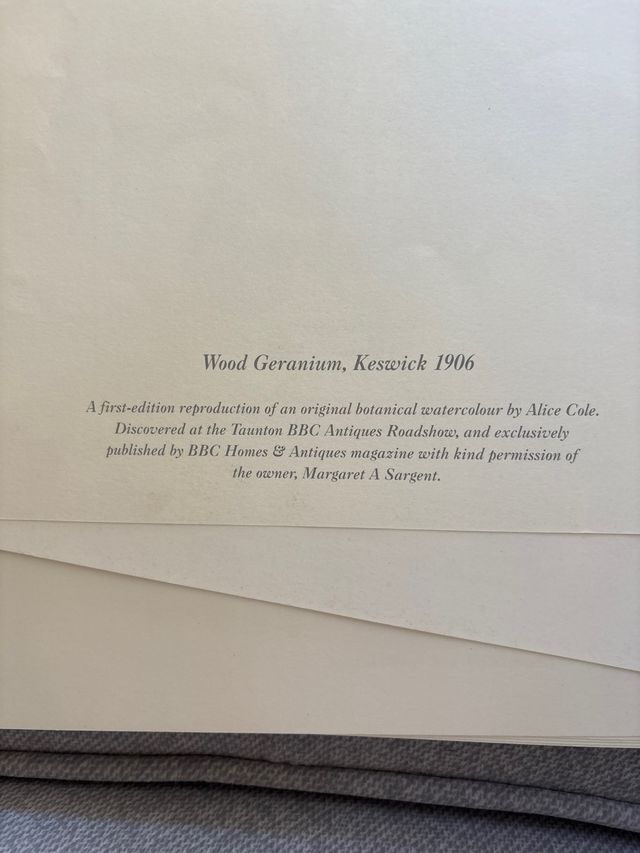 Wood Geranium, Keswick 1906
A first-edition reproduction of an original botanical watercolour by Alice Cole.
Discovered at the Taunton BBC Antiques Roadshow, and exclusively
published by BBC Homes & Antiques magazine with kind permission of
the owner, Margaret A Sargent.